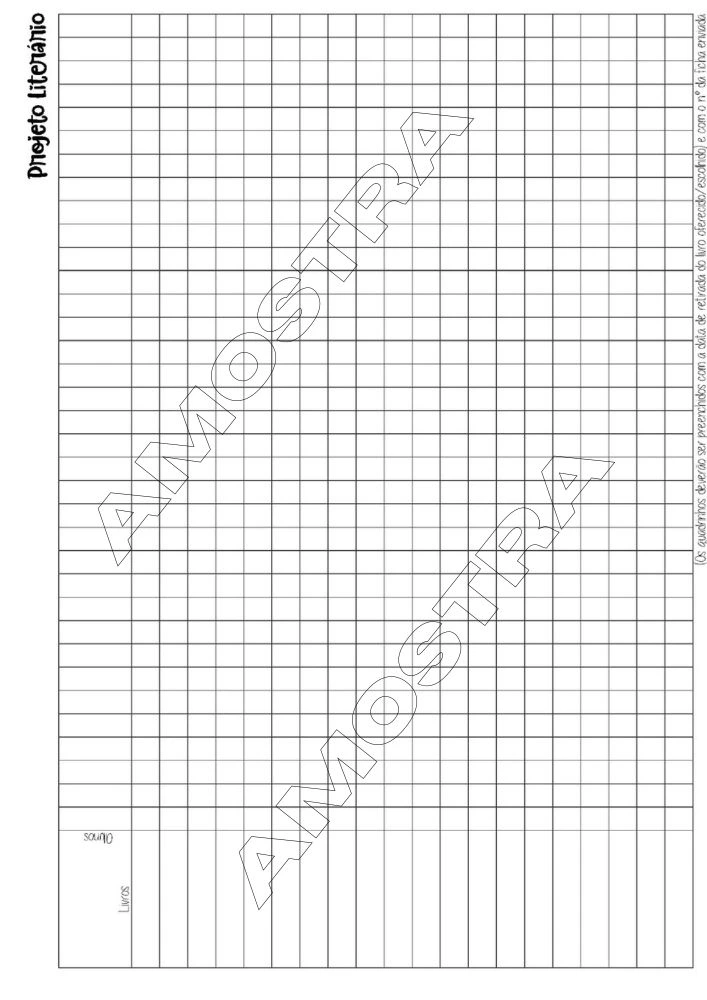 Projeto Literário
Alunos
Livros
AMOSTRA
AMOSTRA
(Os quadrinhos deverão ser preenchidos com a data de retirada do livro oferecido/escolhido) e com o nº da ficha enviada